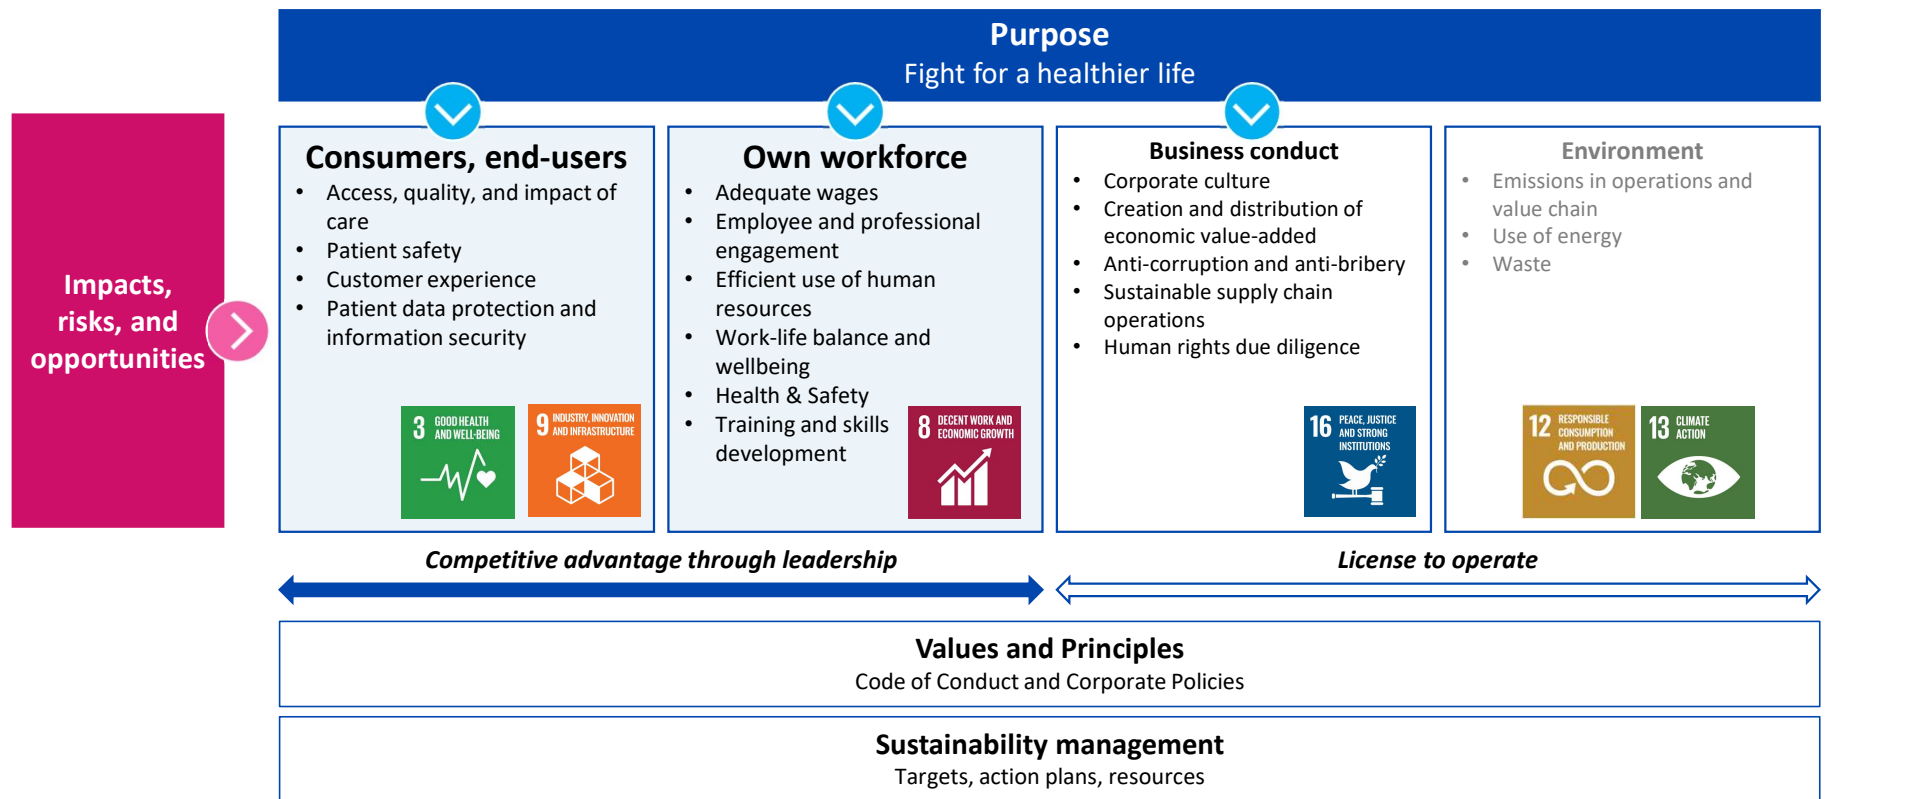 Purpose
Fight for a healthier life
Impacts,
risks, and
opportunities
Consumers, end-users
• Access, quality, and impact of
care
• Patient safety
• Customer experience
• Patient data protection and
information security
3 GOOD HEALTH
AND WELL-BEING
9 INDUSTRY, INNOVATION
AND INFRASTRUCTURE
Own workforce
• Adequate wages
• Employee and professional
engagement
• Efficient use of human
resources
• Work-life balance and
wellbeing
• Health & Safety
• Training and skills
development
8 DECENT WORK AND
ECONOMIC GROWTH
Business conduct
• Corporate culture
• Creation and distribution of
economic value-added
• Anti-corruption and anti-bribery
• Sustainable supply chain
operations
• Human rights due diligence
16 PEACE, JUSTICE
AND STRONG
INSTITUTIONS
Environment
• Emissions in operations and
value chain
• Use of energy
• Waste
12 RESPONSIBLE
CONSUMPTION
AND PRODUCTION
13 CLIMATE
ACTION
Competitive advantage through leadership
License to operate
Values and Principles
Code of Conduct and Corporate Policies
Sustainability management
Targets, action plans, resources